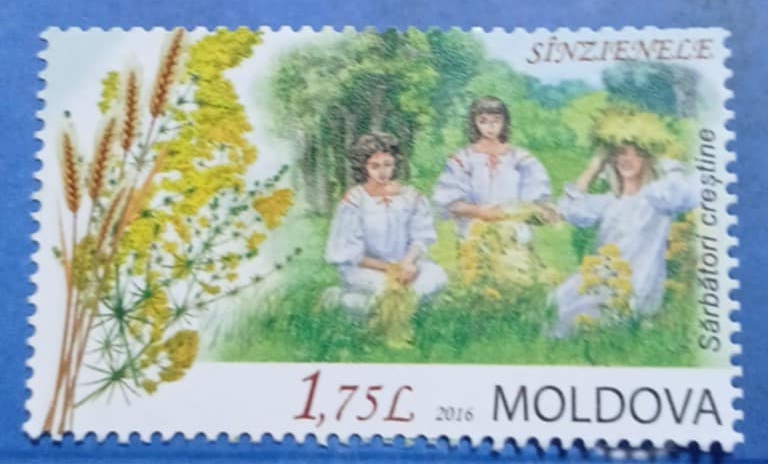 SÎNZIENELE
Sărbători creștine
1,75L 2016 MOLDOVA